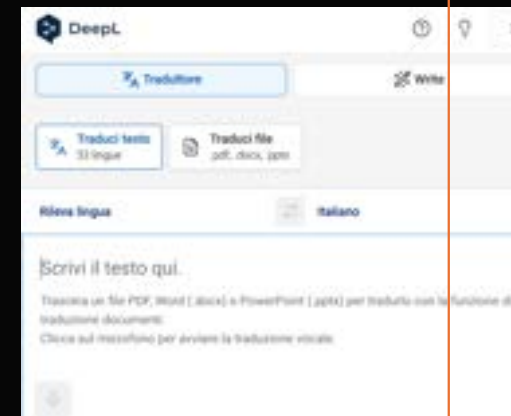 DeepL
Traduttore
Write
Traduci testo
33 lingue
Traduci file
pdf, docx, pptx
Rileva lingua
Italiano
Scrivi il testo qui.
Trascina un file PDF, Word (.docx) o PowerPoint (.pptx) per tradurlo con la funzione di
traduzione documenti.
Clicca sul microfono per avviare la traduzione vocale.